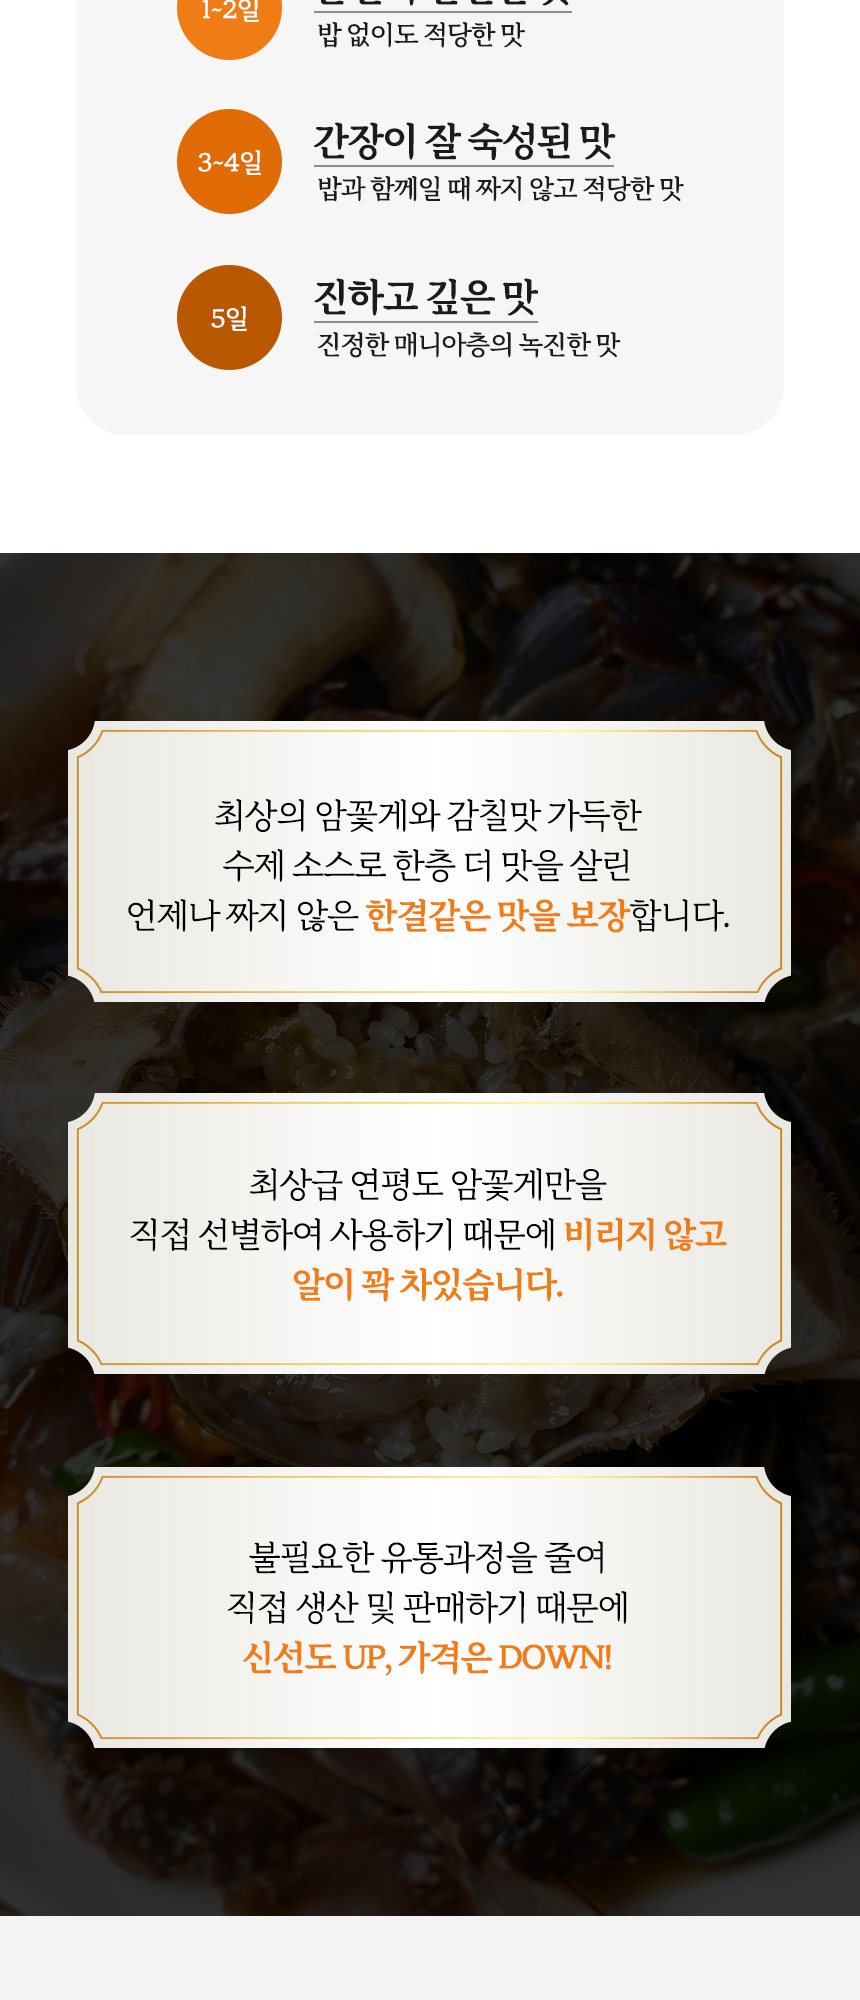 1~2일
밥 없이도 적당한 맛
3~4일
간장이 잘 숙성된 맛
밥과 함께일 때 짜지 않고 적당한 맛
5일
진하고 깊은 맛
진정한 매니아층의 녹진한 맛
최상의 암꽃게와 감칠맛 가득한
수제 소스로 한층 더 맛을 살린
언제나 짜지 않은 한결같은 맛을 보장합니다.
최상급 연평도 암꽃게만을
직접 선별하여 사용하기 때문에 비리지 않고
알이 꽉 차있습니다.
불필요한 유통과정을 줄여
직접 생산 및 판매하기 때문에
신선도 UP, 가격은 DOWN!